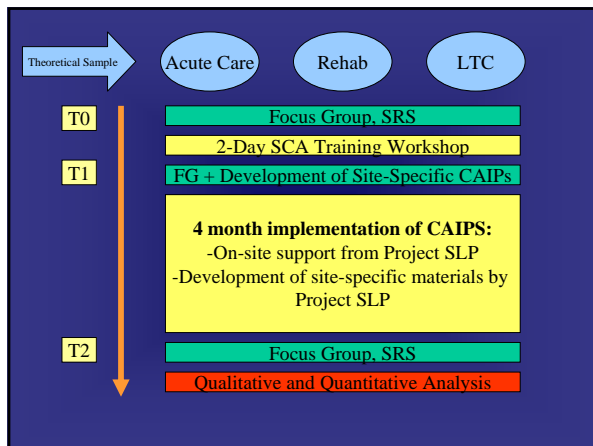 Theoretical Sample
Acute Care
Rehab
LTC
T0
Focus Group, SRS
2-Day SCA Training Workshop
T1
FG + Development of Site-Specific CAIPs
4 month implementation of CAIPS:
-On-site support from Project SLP
-Development of site-specific materials by
Project SLP
T2
Focus Group, SRS
Qualitative and Quantitative Analysis